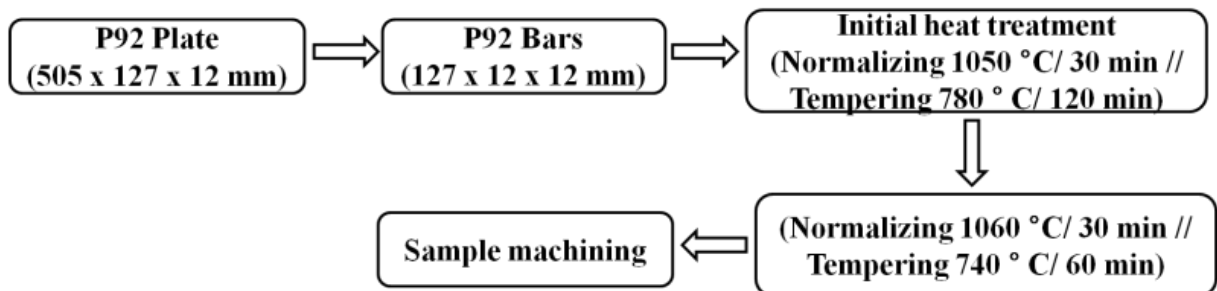 P92 Plate
(505 x 127 x 12 mm)
P92 Bars
(127 x 12 x 12 mm)
Initial heat treatment
(Normalizing 1050 °C/ 30 min //
Tempering 780 ° C/ 120 min)
(Normalizing 1060 °C/ 30 min //
Tempering 740 ° C/ 60 min)
Sample machining